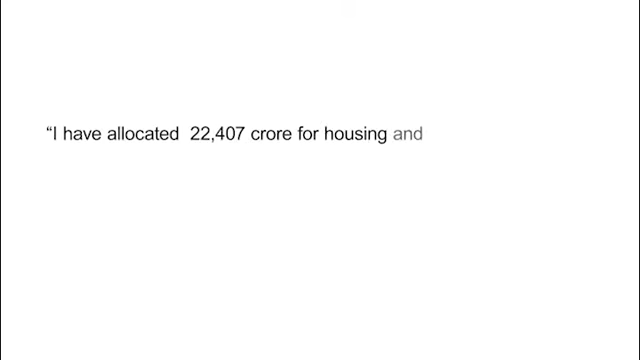 “I have allocated  22,407 crore for housing and